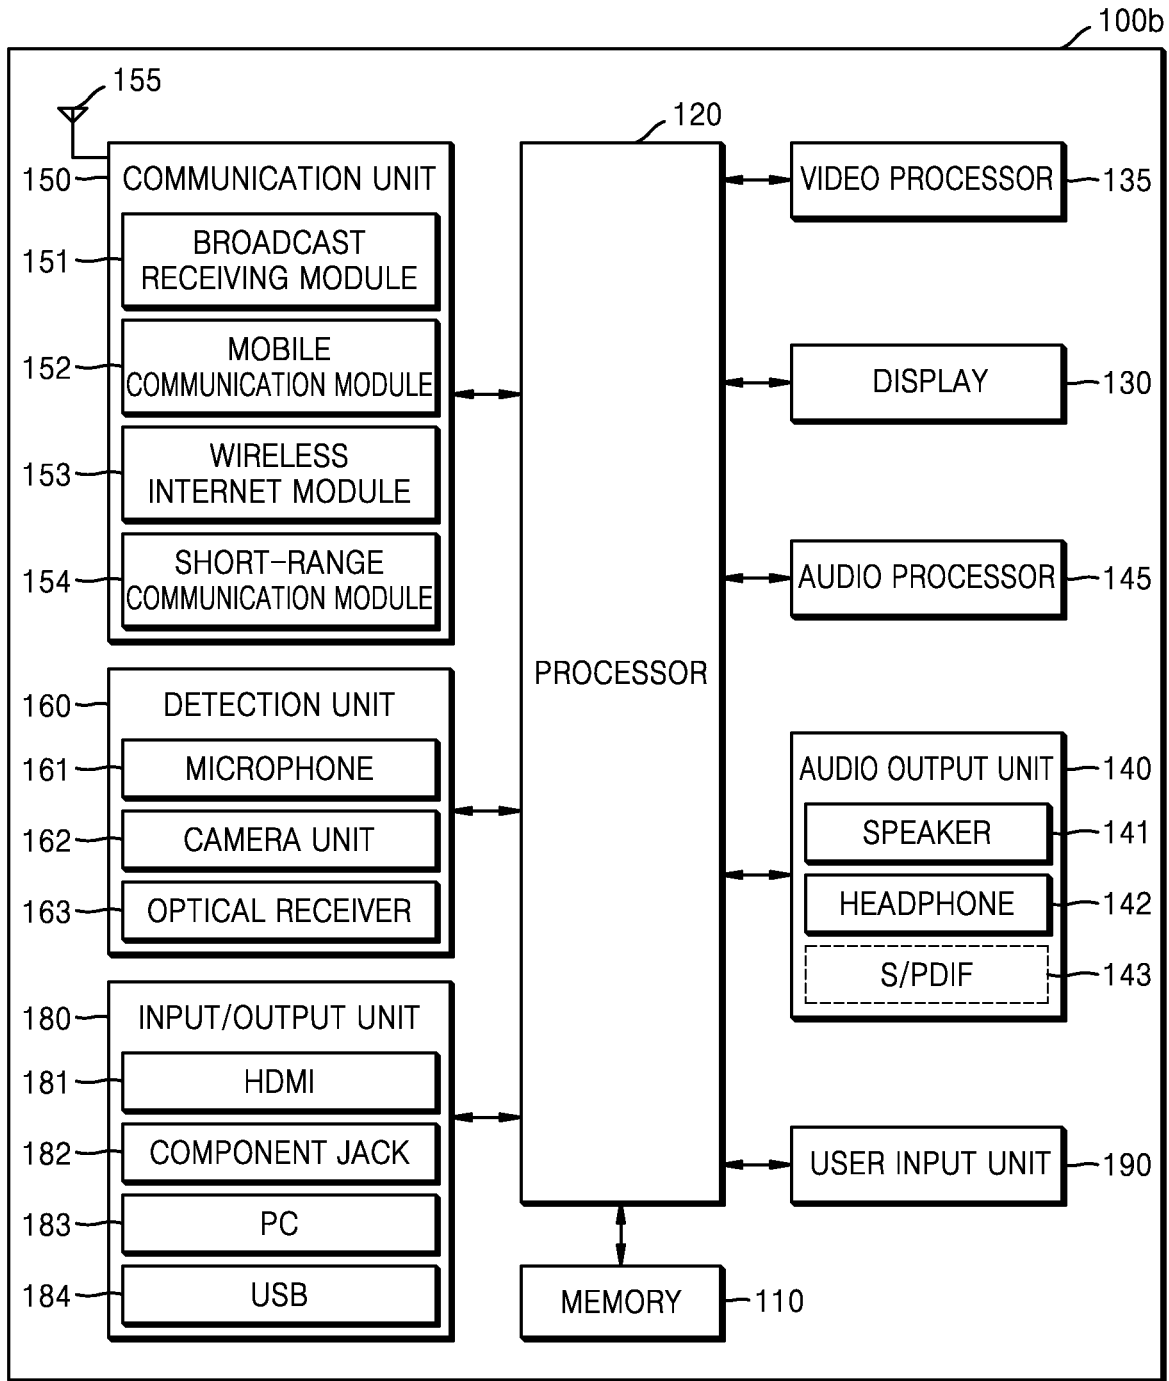 100b
155
120
150 COMMUNICATION UNIT
151 BROADCAST
RECEIVING MODULE
152 MOBILE
COMMUNICATION MODULE
153 WIRELESS
INTERNET MODULE
154 SHORT-RANGE
COMMUNICATION MODULE
160 DETECTION UNIT
161 MICROPHONE
162 CAMERA UNIT
163 OPTICAL RECEIVER
180 INPUT/OUTPUT UNIT
181 HDMI
182 COMPONENT JACK
183 PC
184 USB
PROCESSOR
MEMORY 110
VIDEO PROCESSOR 135
DISPLAY 130
AUDIO PROCESSOR 145
AUDIO OUTPUT UNIT 140
SPEAKER 141
HEADPHONE 142
S/PDIF 143
USER INPUT UNIT 190